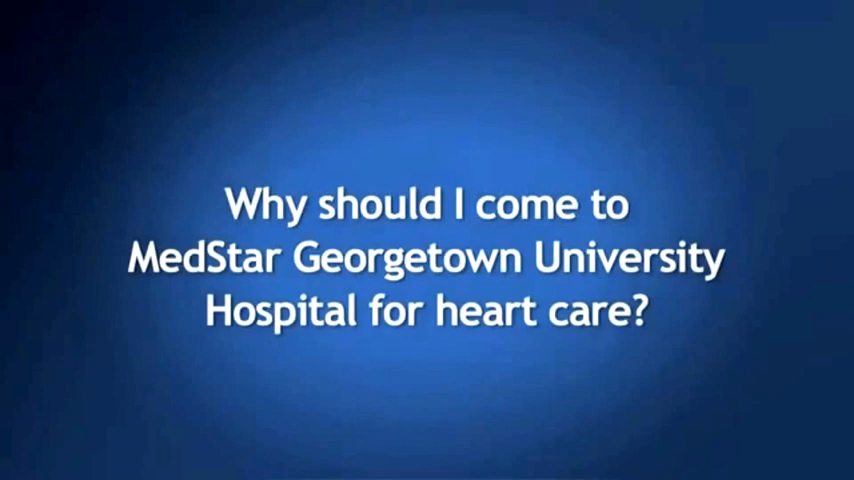 Why should I come to
MedStar Georgetown University
Hospital for heart care?